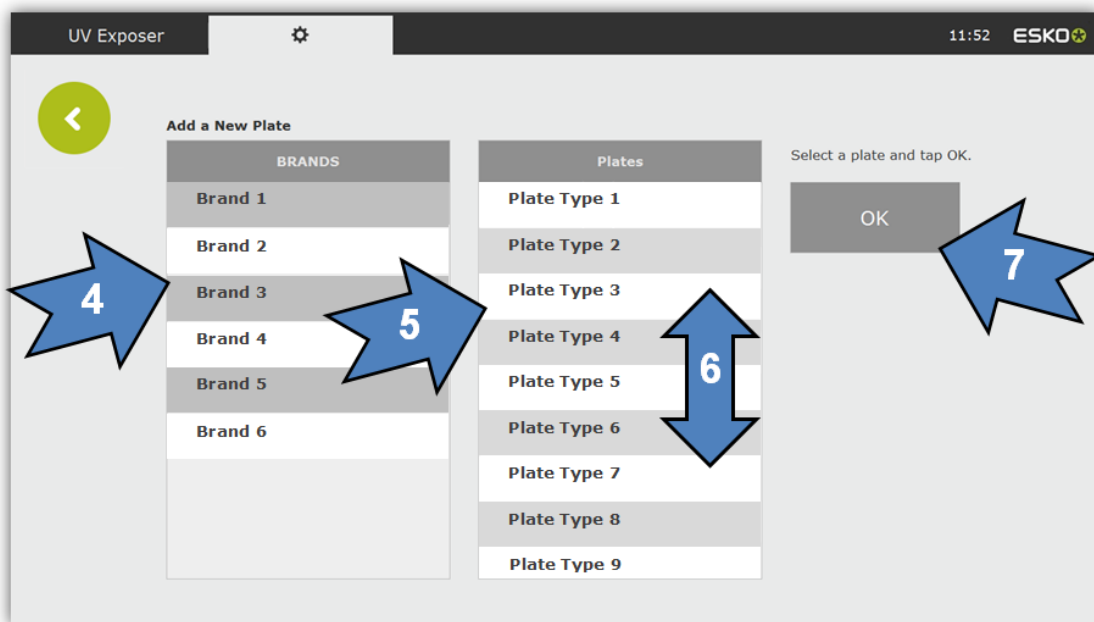 UV Exposer
11:52 ESKO
Add a New Plate
BRANDS
Brand 1
Brand 2
Brand 3
Brand 4
Brand 5
Brand 6
4
5
Plates
Plate Type 1
Plate Type 2
Plate Type 3
Plate Type 4
Plate Type 5
Plate Type 6
Plate Type 7
Plate Type 8
Plate Type 9
6
Select a plate and tap OK.
OK
7